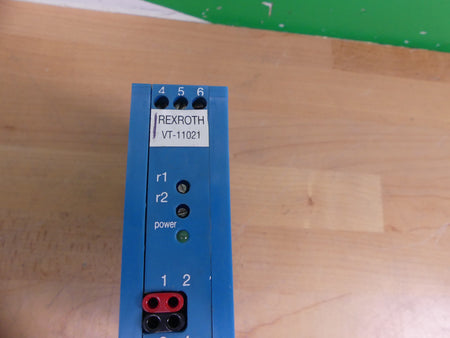 4 5 6
REXROTH
VT-11021
r1
r2
power
1 2